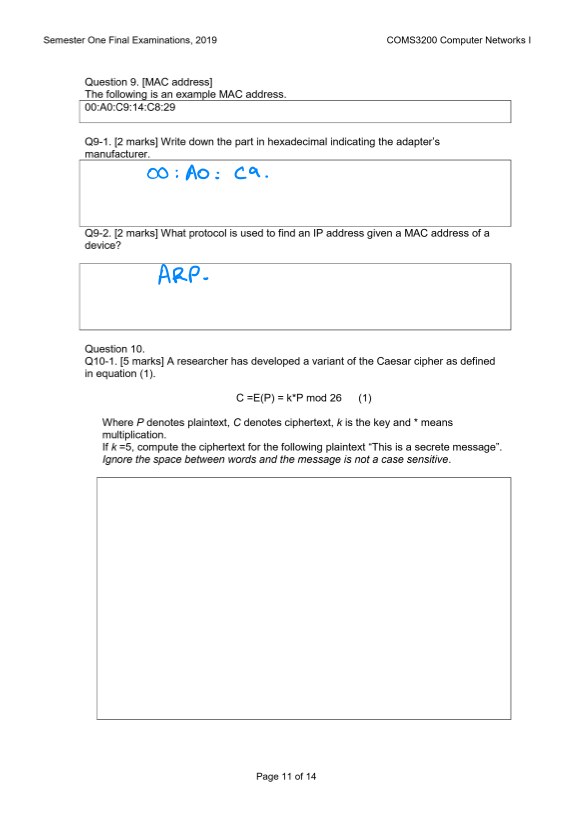 Semester One Final Examinations, 2019
COMS3200 Computer Networks I
Question 9. [MAC address]
The following is an example MAC address.
00:A0:C9:14:C8:29
Q9-1. [2 marks] Write down the part in hexadecimal indicating the adapter's
manufacturer.
00 : A0 : C9.
Q9-2. [2 marks] What protocol is used to find an IP address given a MAC address of a
device?
ARP.
Question 10.
Q10-1. [5 marks] A researcher has developed a variant of the Caesar cipher as defined
in equation (1).
C =E(P) = k*P mod 26 (1)
Where P denotes plaintext, C denotes ciphertext, k is the key and * means
multiplication.
If k =5, compute the ciphertext for the following plaintext “This is a secrete message”.
Ignore the space between words and the message is not a case sensitive.
Page 11 of 14